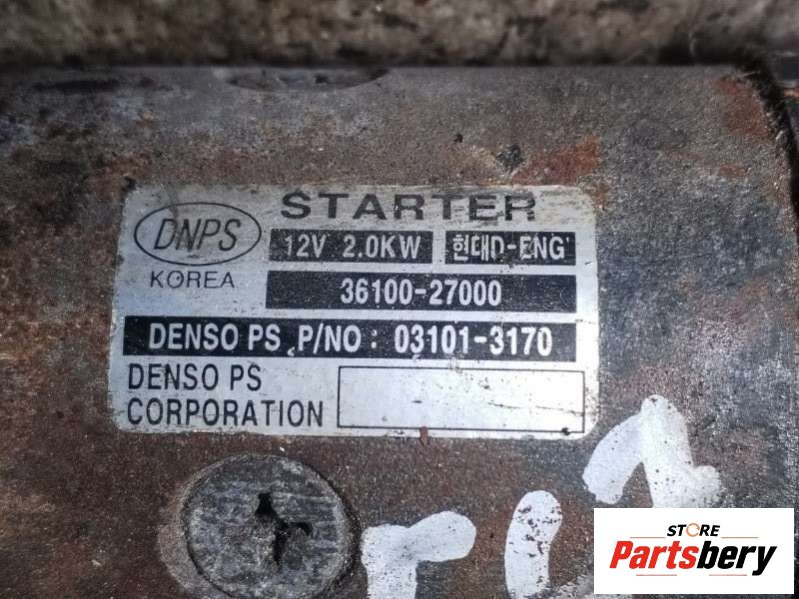 STARTER
DNPS
12V 2.0KW 현대D-ENG
KOREA
36100-27000
DENSO PS P/NO : 03101-3170
DENSO PS
CORPORATION
STORE
Partsbery